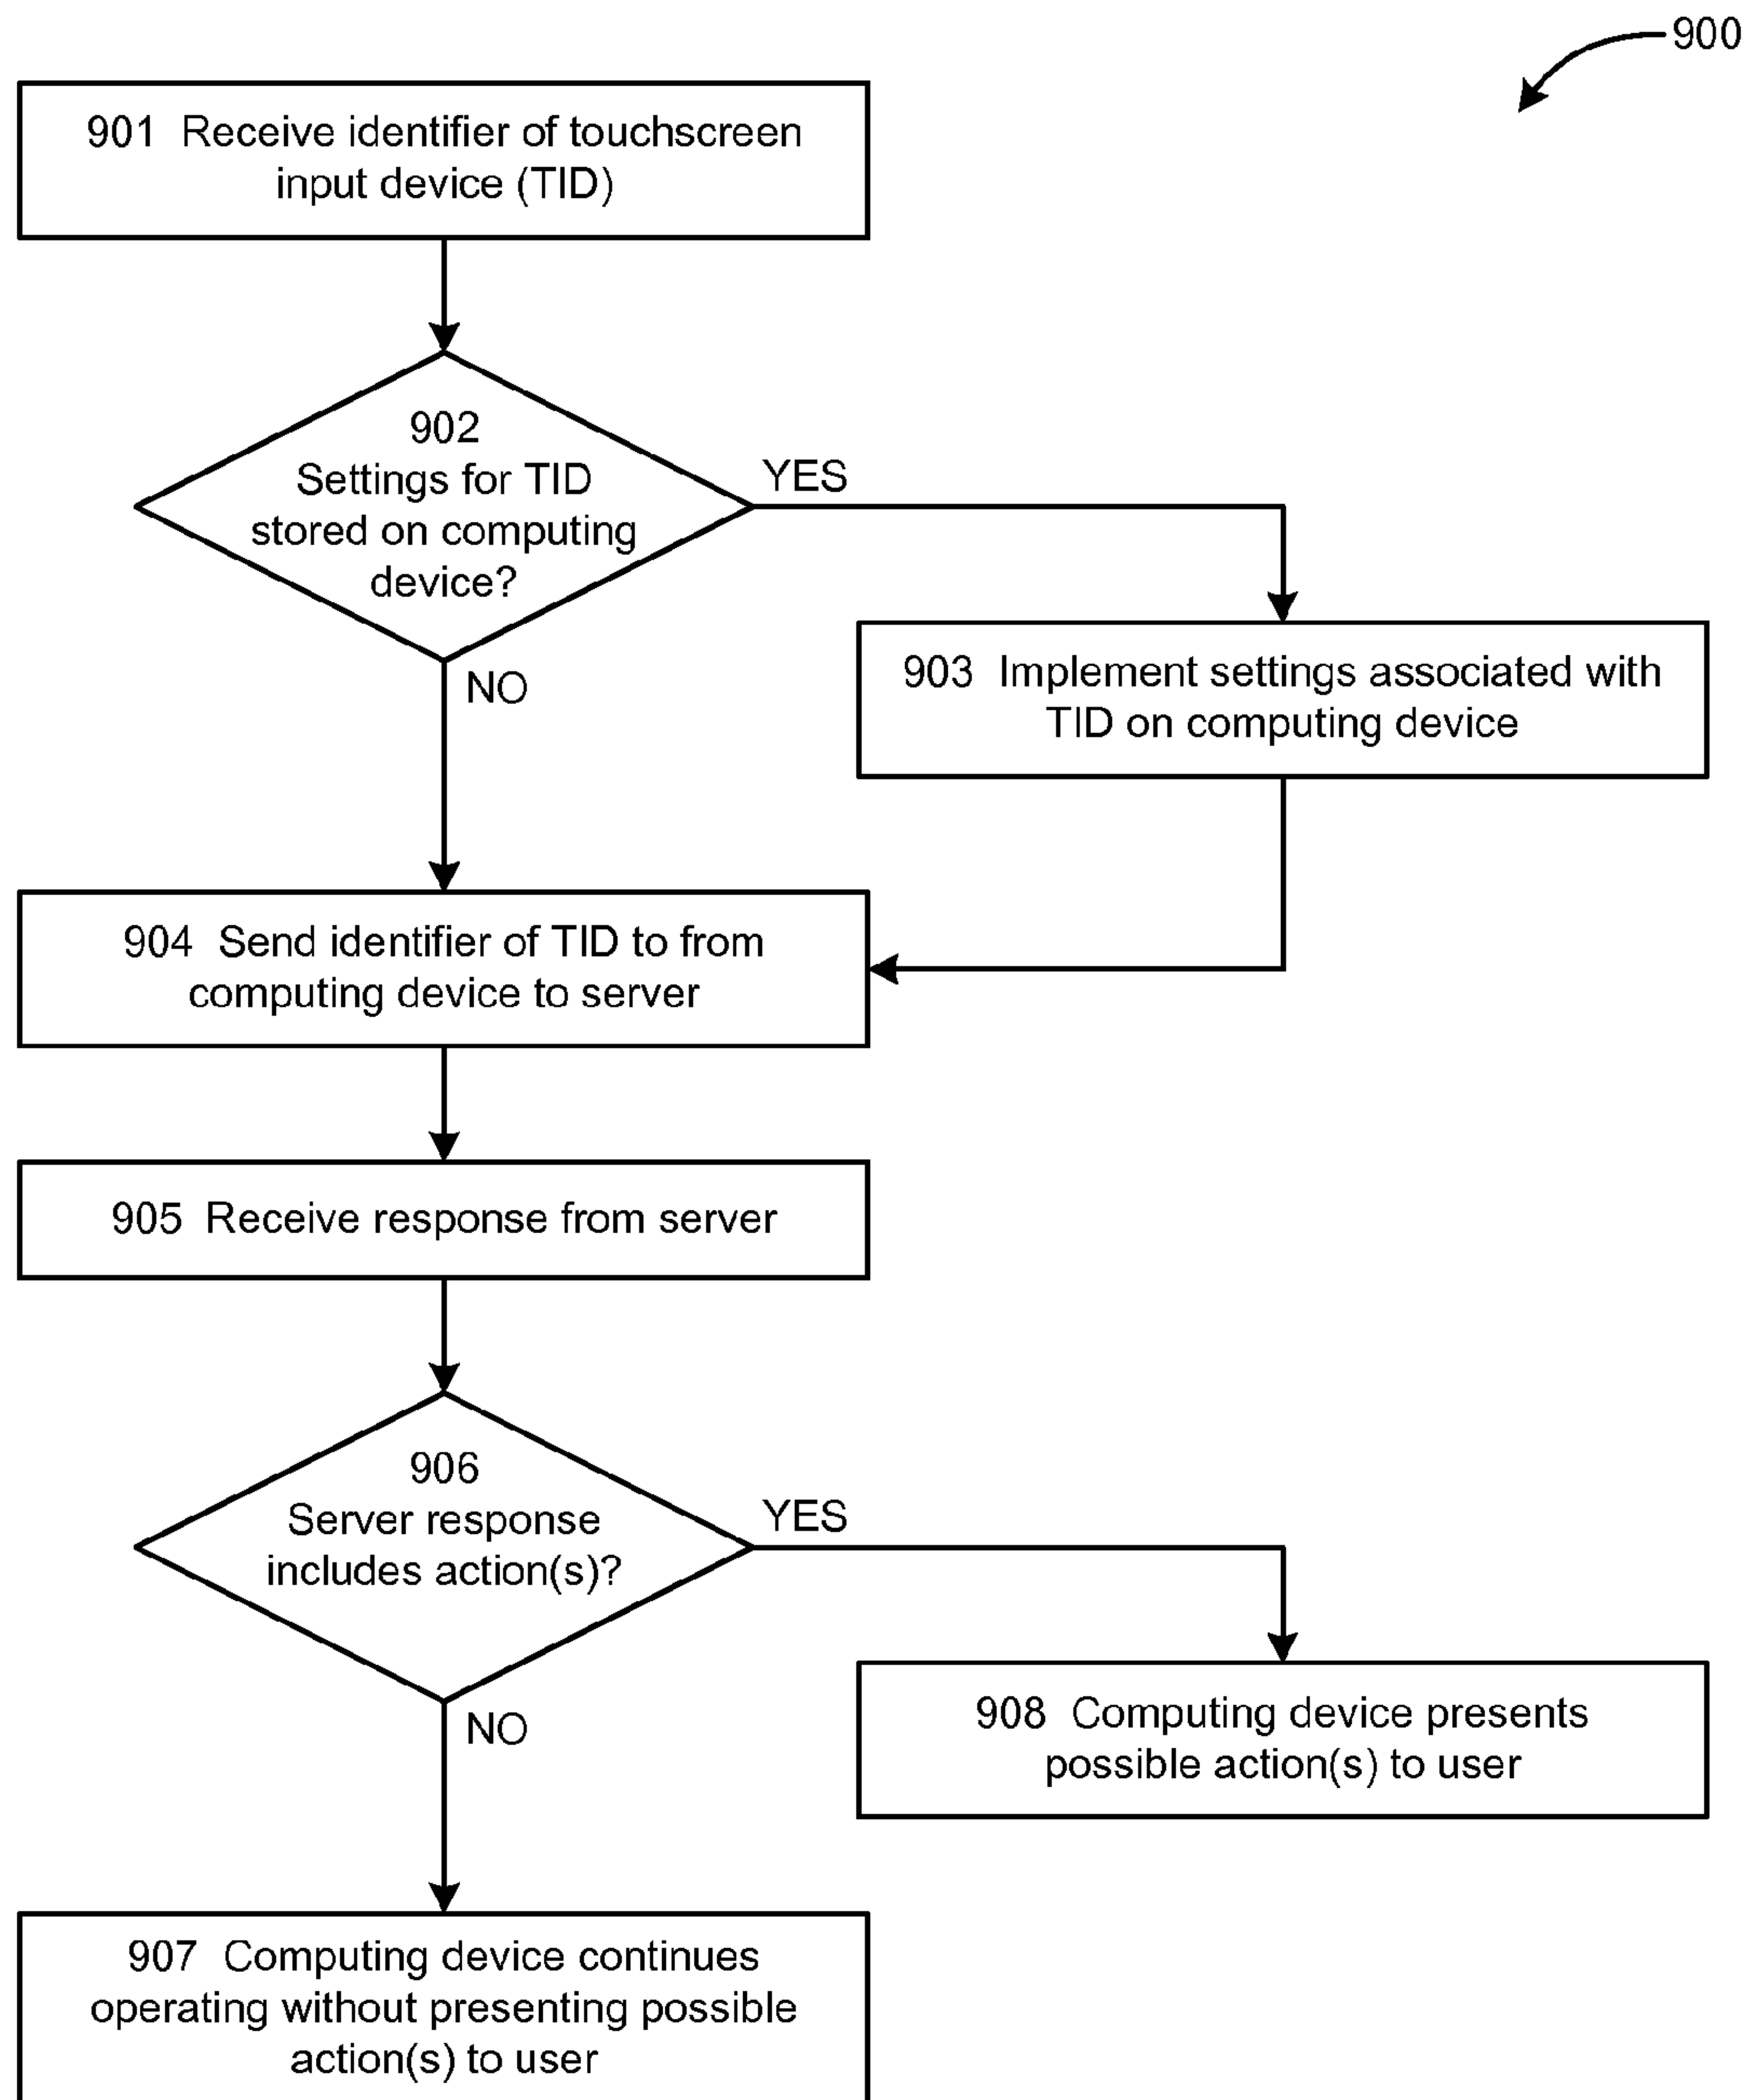 900
901 Receive identifier of touchscreen
input device (TID)
902
Settings for TID
stored on computing
device?
YES
NO
903 Implement settings associated with
TID on computing device
904 Send identifier of TID to from
computing device to server
905 Receive response from server
906
Server response
includes action(s)?
YES
NO
908 Computing device presents
possible action(s) to user
907 Computing device continues
operating without presenting possible
action(s) to user